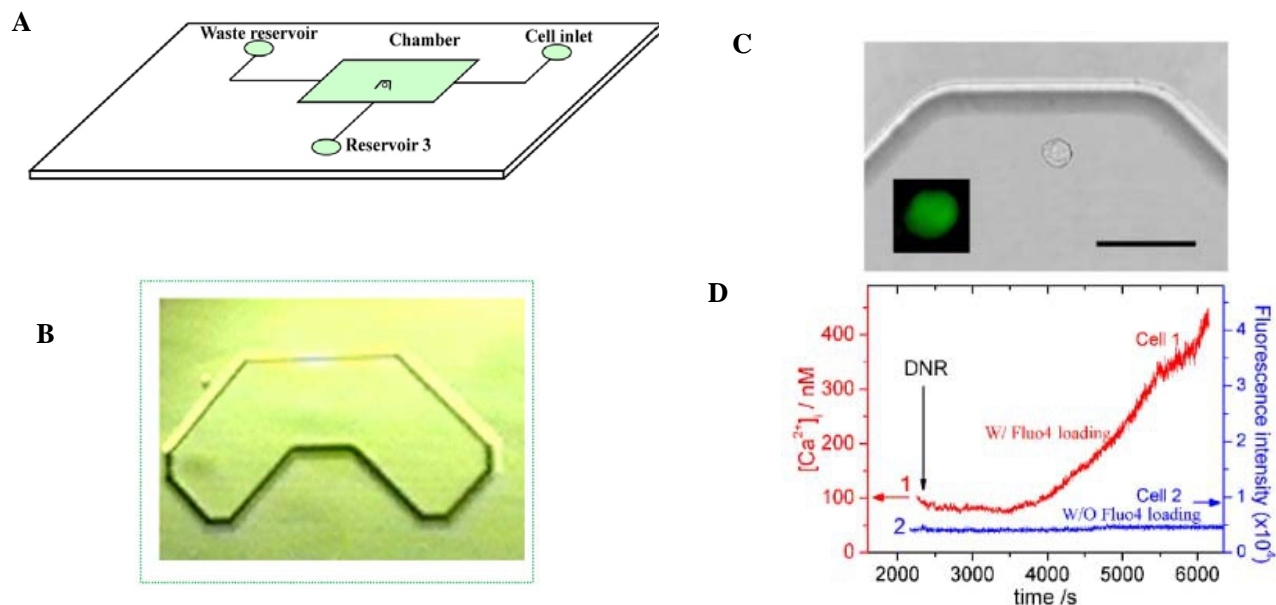 A
Waste reservoir
Chamber
Cell inlet
Reservoir 3
B
C
D
[Ca²⁺]ᵢ / nM
400
300
200
100
0
DNR
W/ Fluo4 loading
Cell 1
1
Cell 2
W/O Fluo4 loading
2
4
3
2
1
0
Fluorescence intensity (x10⁴)
2000 3000 4000 5000 6000
time /s